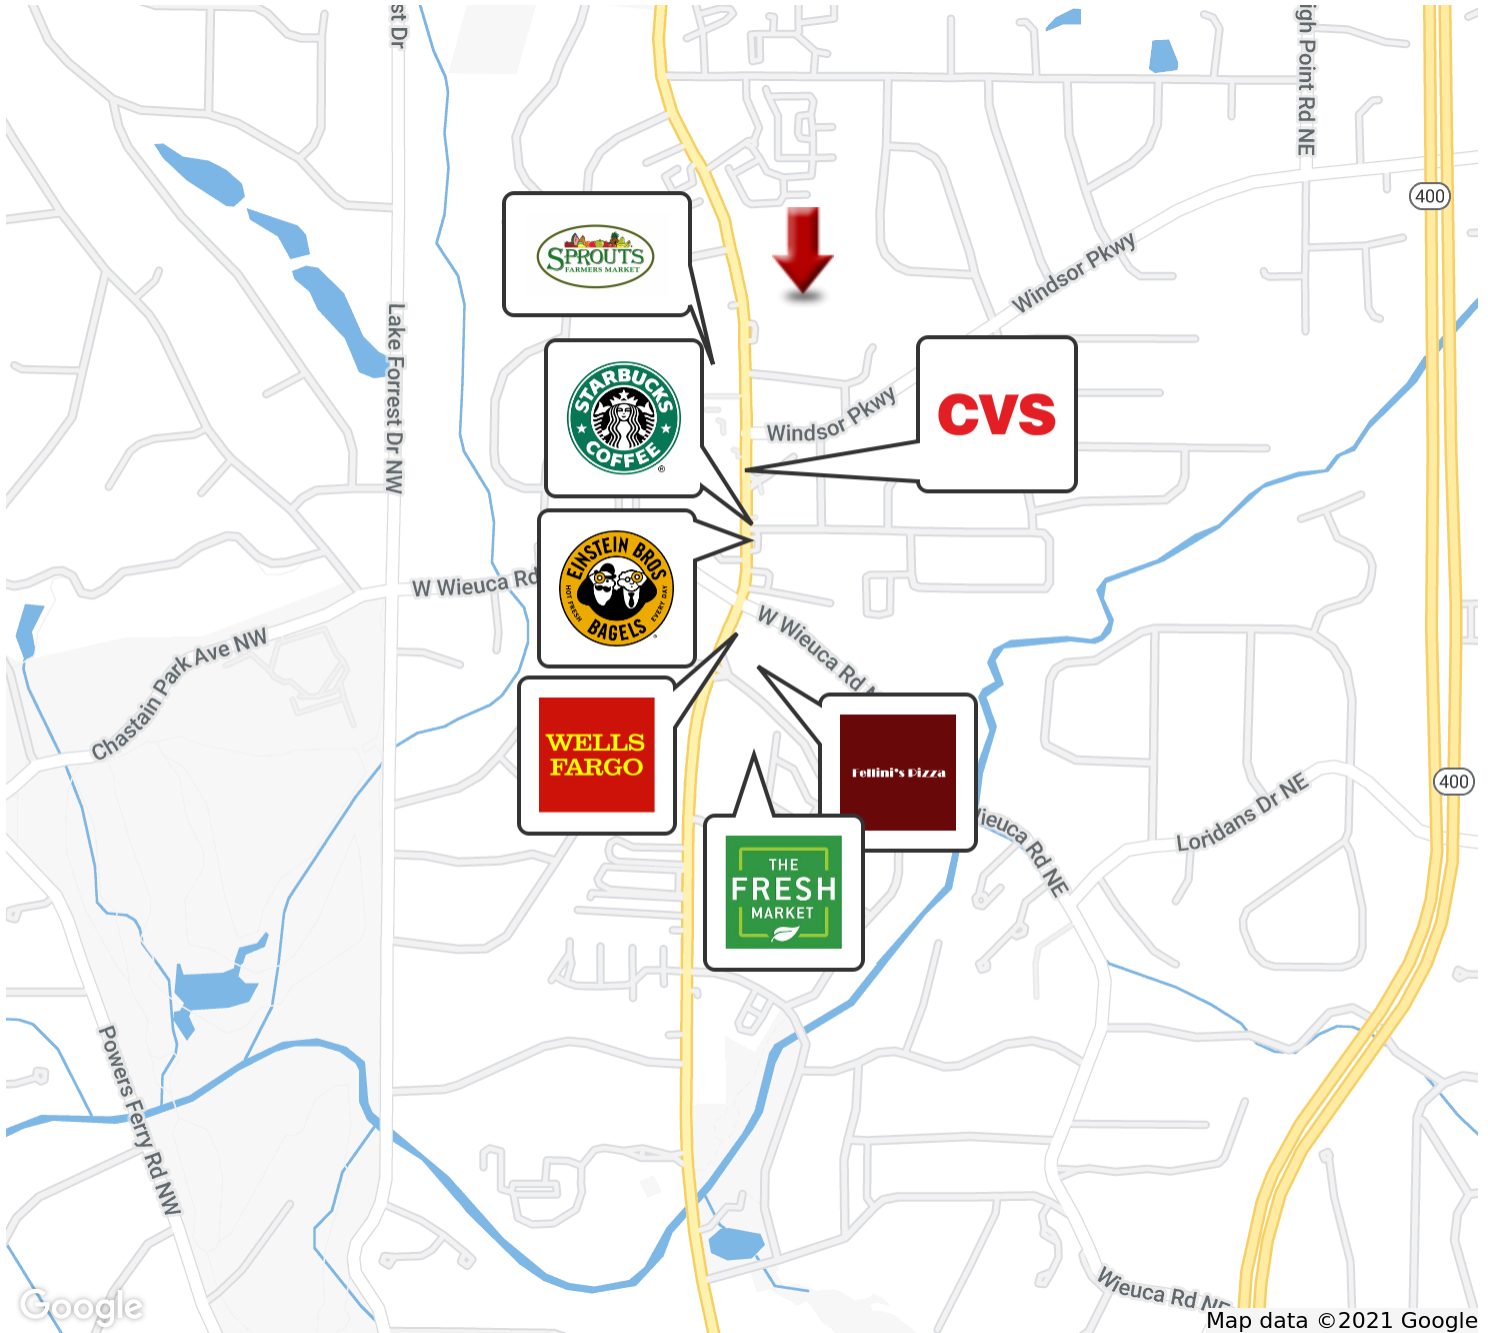 st Dr
igh Point Rd NE
400
Windsor Pkwy
SPROUTS
FARMERS MARKET
Lake Forrest Dr NW
STARBUCKS
COFFEE
®
Windsor Pkwy
CVS
W Wieuca Rd
EINSTEIN BROS
HOT FRESH
EVERY DAY
BAGELS
W Wieuca Rd N
Chastain Park Ave NW
WELLS
FARGO
Fellini's Pizza
400
Wieuca Rd NE
Loridans Dr NE
THE
FRESH
MARKET
Powers Ferry Rd NW
Wieuca Rd NE
Google
Map data ©2021 Google